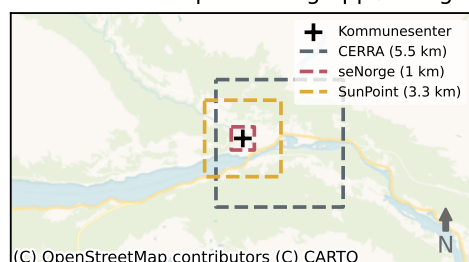 Kommunesenter
CERRA (5.5 km)
seNorge (1 km)
SunPoint (3.3 km)
N
(C) OpenStreetMap contributors (C) CARTO